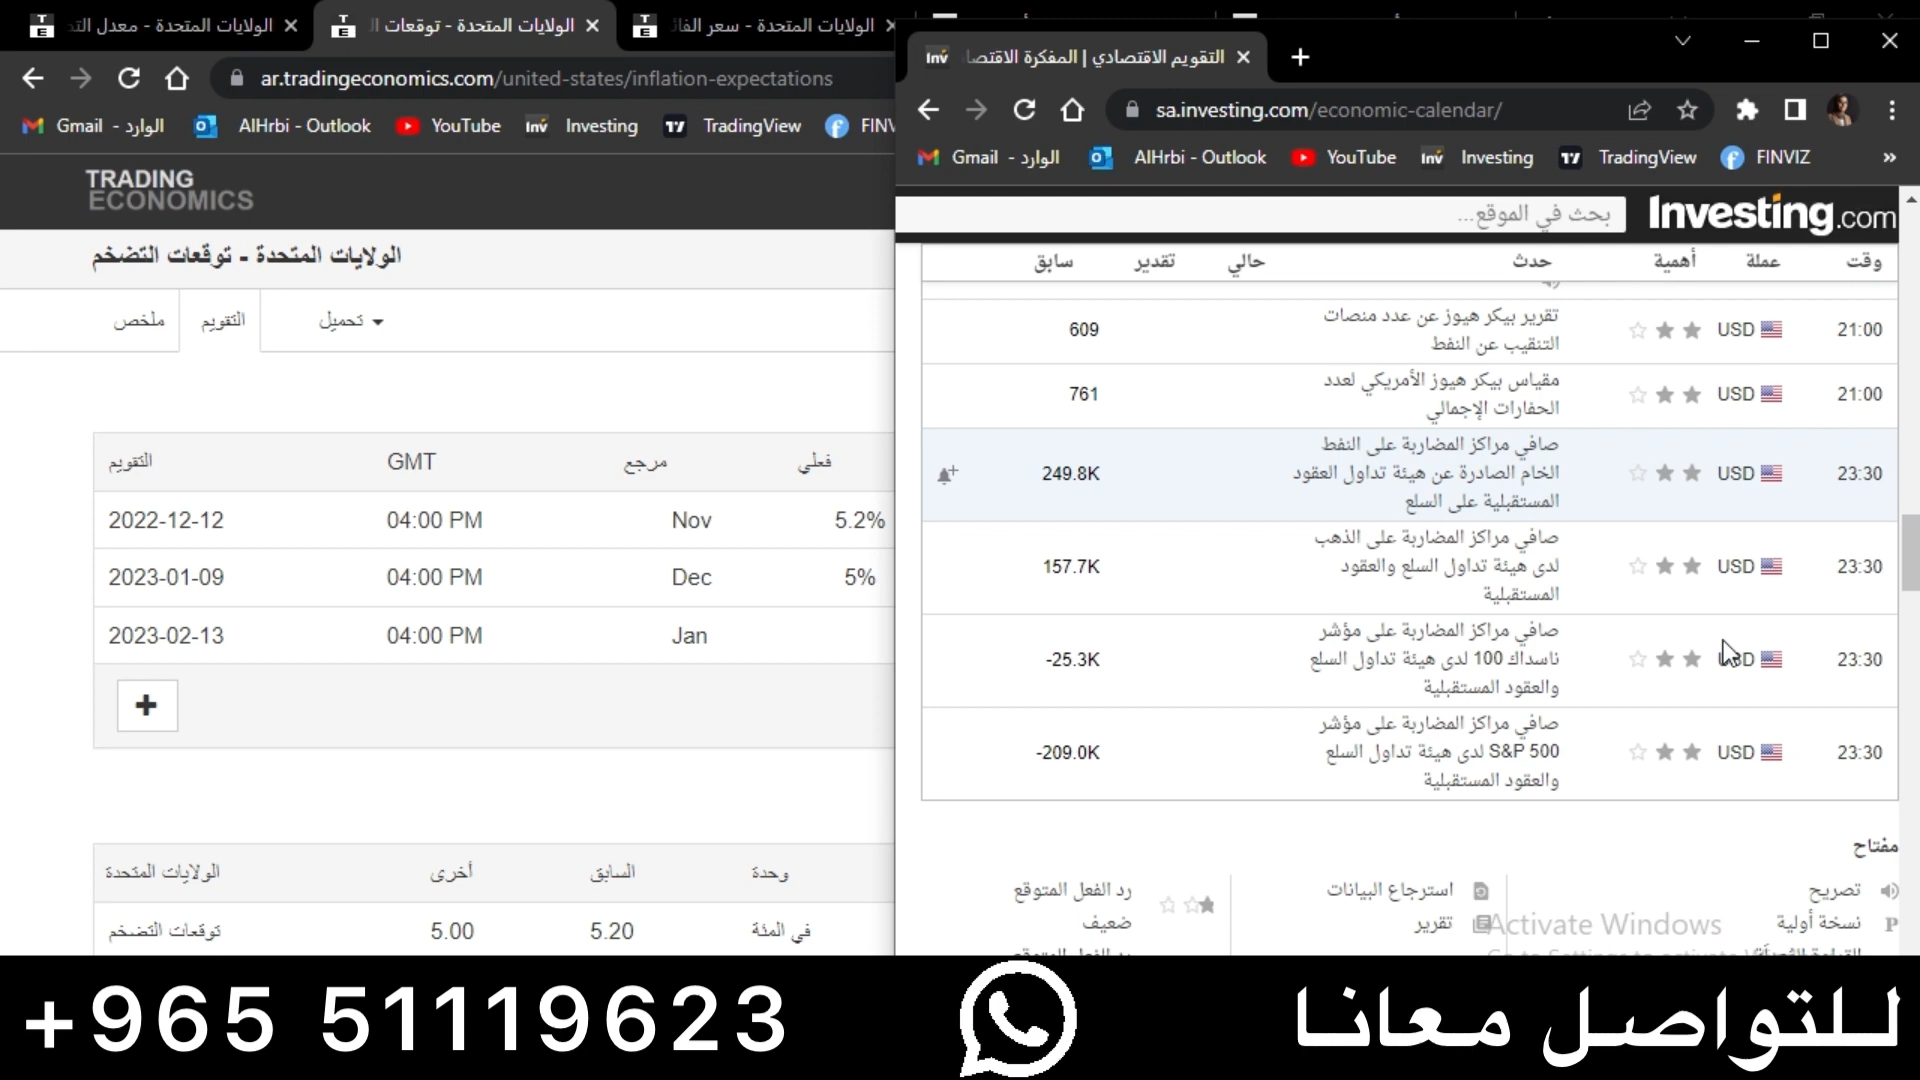 الولايات المتحدة - معدل
الولايات المتحدة - توقعات
الولايات المتحدة - سعر
ar.tradingeconomics.com/united-states/inflation-expectations
Gmail - الوارد
AlHrbi - Outlook
YouTube
Investing
TradingView
TRADING
ECONOMICS
الولايات المتحدة - توقعات التضخم
ملخص
التقويم
تحميل
التقويم GMT مرجع فعلي
2022-12-12 04:00 PM Nov 5.2%
2023-01-09 04:00 PM Dec 5%
2023-02-13 04:00 PM Jan
الولايات المتحدة أخرى السابق وحدة
توقعات التضخم 5.00 5.20 في المئة
التقويم الاقتصادي | المفكرة
sa.investing.com/economic-calendar/
Gmail - الوارد
AlHrbi - Outlook
YouTube
Investing
TradingView
FINVIZ
Investing.com
بحث في الموقع...
وقت عملة أهمية حدث حالي تقدير سابق
21:00 USD تقرير بيكر هيوز عن عدد منصات
التنقيب عن النفط 609
21:00 USD مقياس بيكر هيوز الأمريكي لعدد
الحفارات الإجمالي 761
23:30 USD صافي مراكز المضاربة على النفط
الخام الصادرة عن هيئة تداول العقود
المستقبلية على السلع 249.8K
23:30 USD صافي مراكز المضاربة على الذهب
لدى هيئة تداول السلع والعقود
المستقبلية 157.7K
23:30 USD صافي مراكز المضاربة على مؤشر
ناسداك 100 لدى هيئة تداول السلع
والعقود المستقبلية -25.3K
23:30 USD صافي مراكز المضاربة على مؤشر
S&P 500 لدى هيئة تداول السلع
والعقود المستقبلية -209.0K
مفتاح
تصريح
نسخة أولية
استرجاع البيانات
تقرير
رد الفعل المتوقع
ضعيف
Activate Windows
للتواصل معانا
+965 51119623